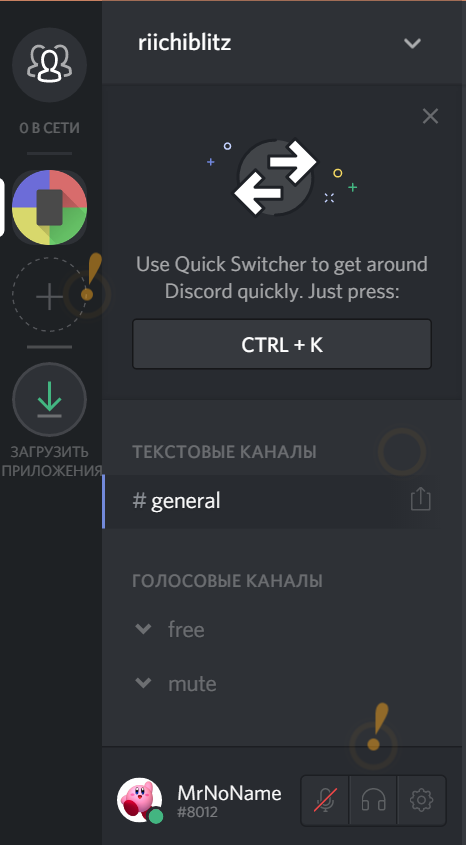 riichiblitz
0 В СЕТИ
Use Quick Switcher to get around
Discord quickly. Just press:
CTRL + K
ЗАГРУЗИТЬ
ПРИЛОЖЕНИЯ
ТЕКСТОВЫЕ КАНАЛЫ
# general
ГОЛОСОВЫЕ КАНАЛЫ
free
mute
MrNoName
#8012